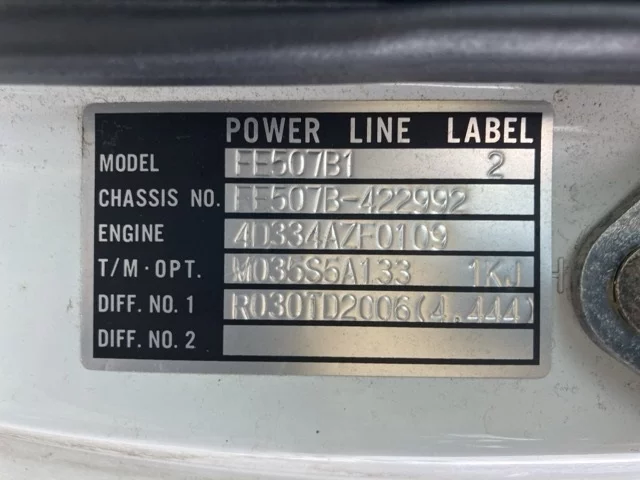 POWER LINE LABEL
MODEL FE507B1 2
CHASSIS NO. FE507B-422992
ENGINE 4D334AZF0109
T/M·OPT. M035S5A133 1KJ
DIFF. NO. 1 R030TD2006(4.444)
DIFF. NO. 2